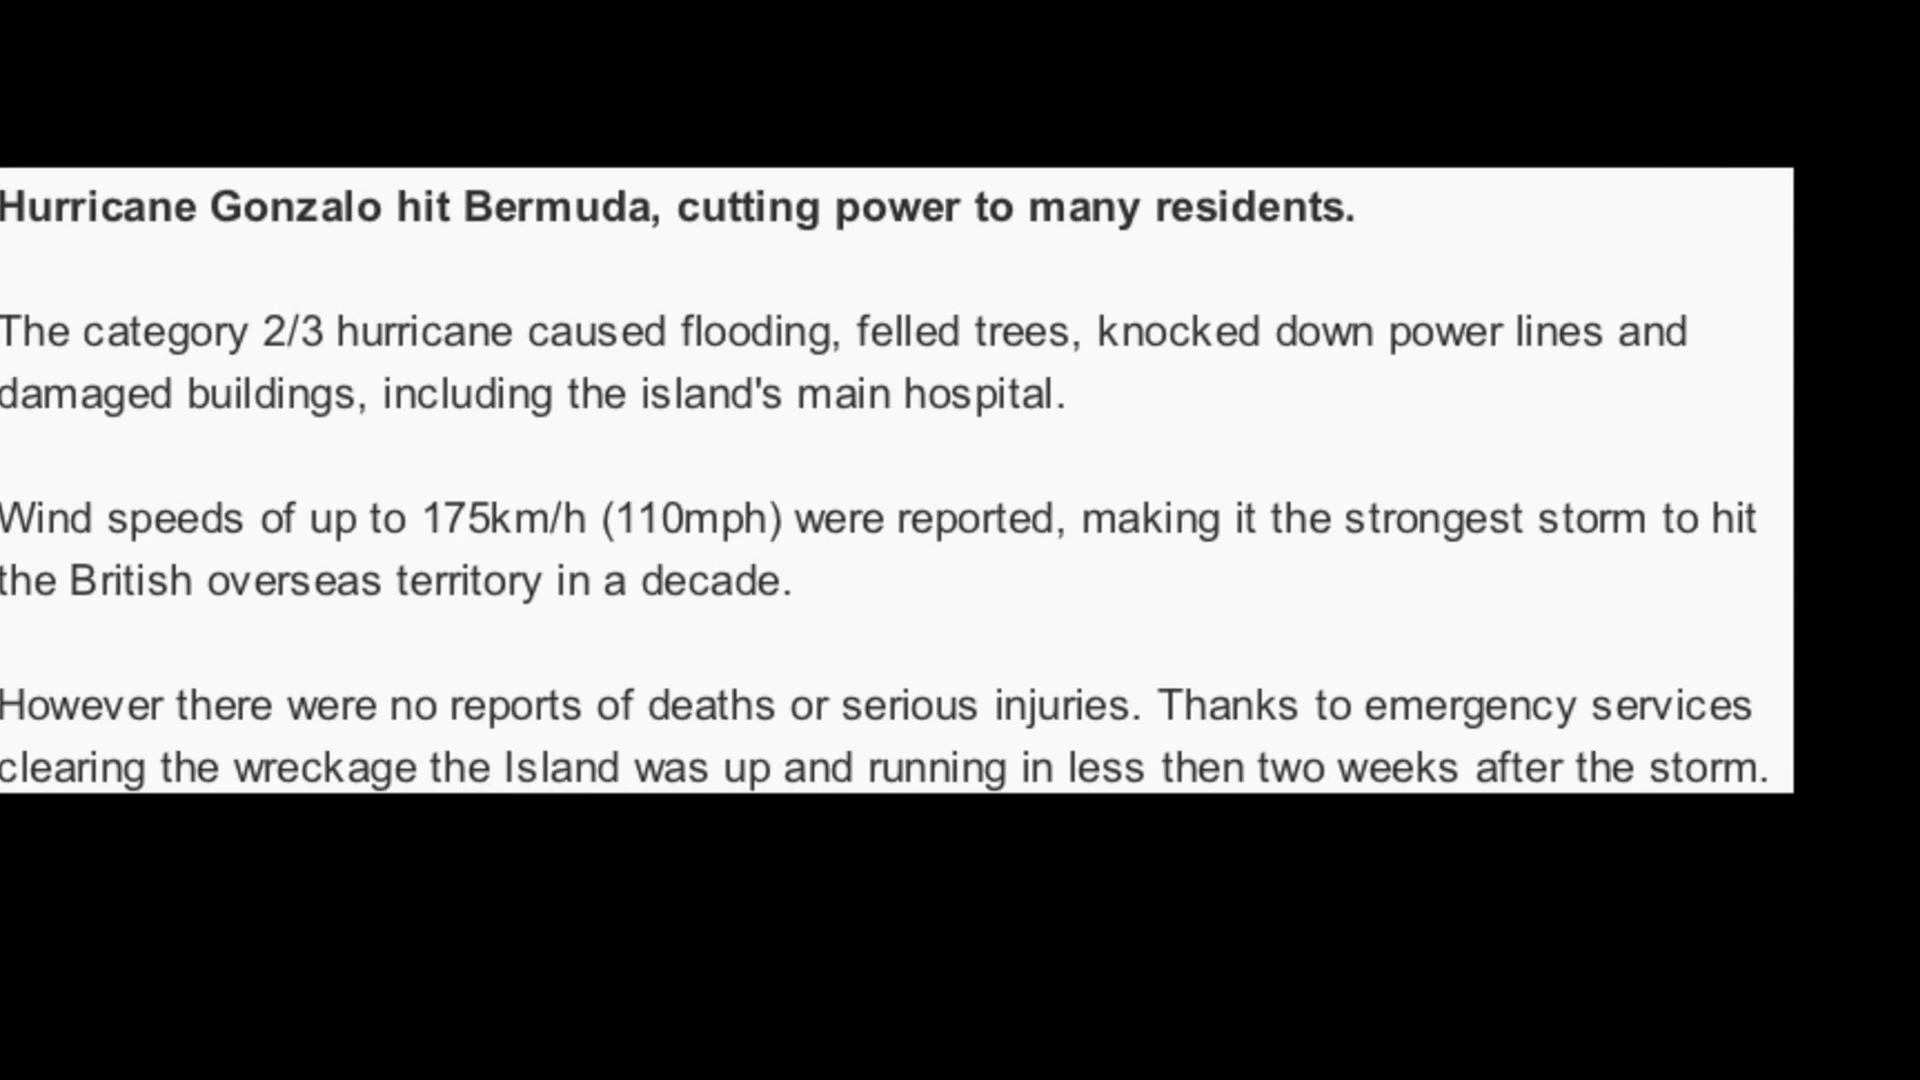 Hurricane Gonzalo hit Bermuda, cutting power to many residents.
The category 2/3 hurricane caused flooding, felled trees, knocked down power lines and
damaged buildings, including the island's main hospital.
Wind speeds of up to 175km/h (110mph) were reported, making it the strongest storm to hit
the British overseas territory in a decade.
However there were no reports of deaths or serious injuries. Thanks to emergency services
clearing the wreckage the Island was up and running in less then two weeks after the storm.